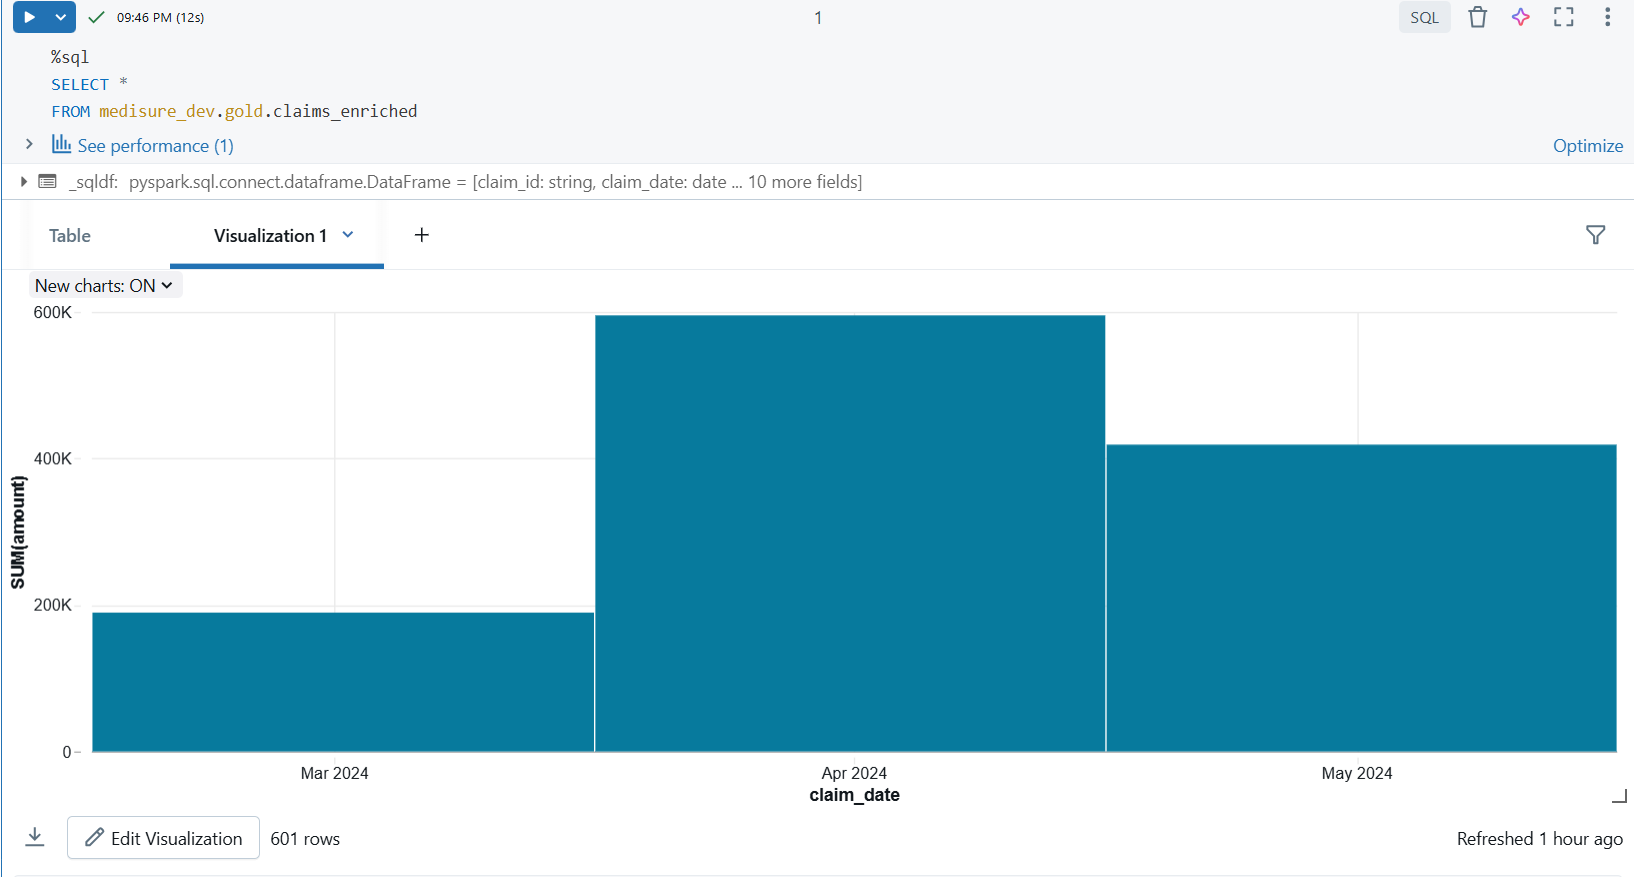 09:46 PM (12s)
1
SQL
%sql
SELECT *
FROM medisure_dev.gold.claims_enriched
See performance (1)
Optimize
_sqldf: pyspark.sql.connect.dataframe.DataFrame = [claim_id: string, claim_date: date ... 10 more fields]
Table
Visualization 1
+
New charts: ON
600K
400K
200K
0
SUM(amount)
Mar 2024
Apr 2024
May 2024
claim_date
Edit Visualization
601 rows
Refreshed 1 hour ago